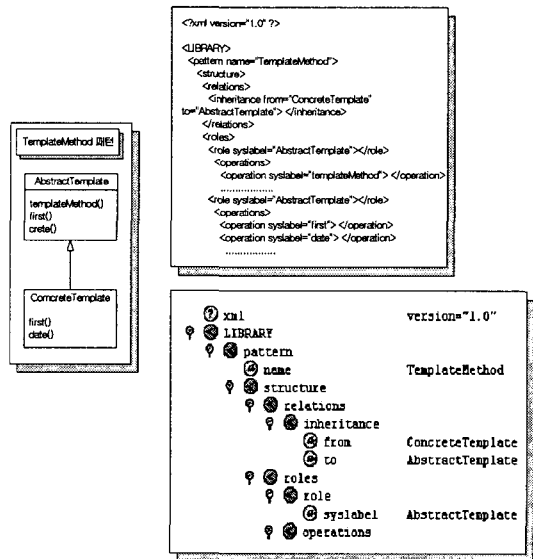 TemplateMethod 패턴
AbstractTemplate
templateMethod()
first()
crete()
ComcreteTemplate
first()
date()
<?xml version="1.0" ?>
<LIBRARY>
<pattern name="TemplateMethod">
<structure>
<relations>
<inheritance from="ConcreteTemplate"
to="AbstractTemplate"> </inheritance>
</relations>
<roles>
<role syslabel="AbstractTemplate"></role>
<operations>
<operation syslabel="templateMethod"> </operation>
...................
<role syslabel="AbstractTemplate"></role>
<operations>
<operation syslabel="first"> </operation>
<operation syslabel="date"> </operation>
..................
xml version="1.0"
LIBRARY
pattern
name TemplateMethod
structure
relations
inheritance
from ConcreteTemplate
to AbstractTemplate
roles
role
syslabel AbstractTemplate
operations